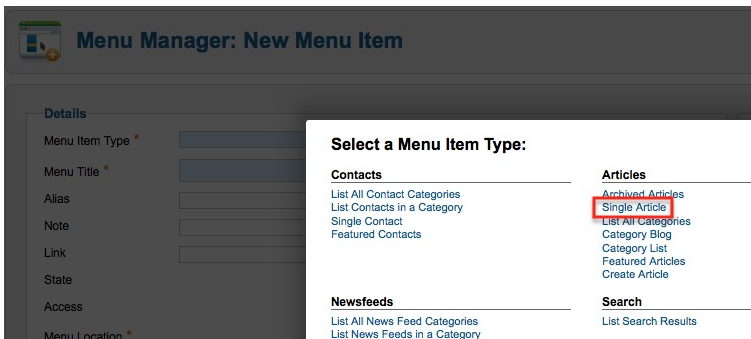 Menu Manager: New Menu Item
Details
Menu Item Type *
Menu Title *
Alias
Note
Link
State
Access
Menu Location *
Select a Menu Item Type:
Contacts
List All Contact Categories
List Contacts in a Category
Single Contact
Featured Contacts
Articles
Archived Articles
Single Article
List All Categories
Category Blog
Category List
Featured Articles
Create Article
Newsfeeds
List All News Feed Categories
List News Feeds in a Category
Search
List Search Results